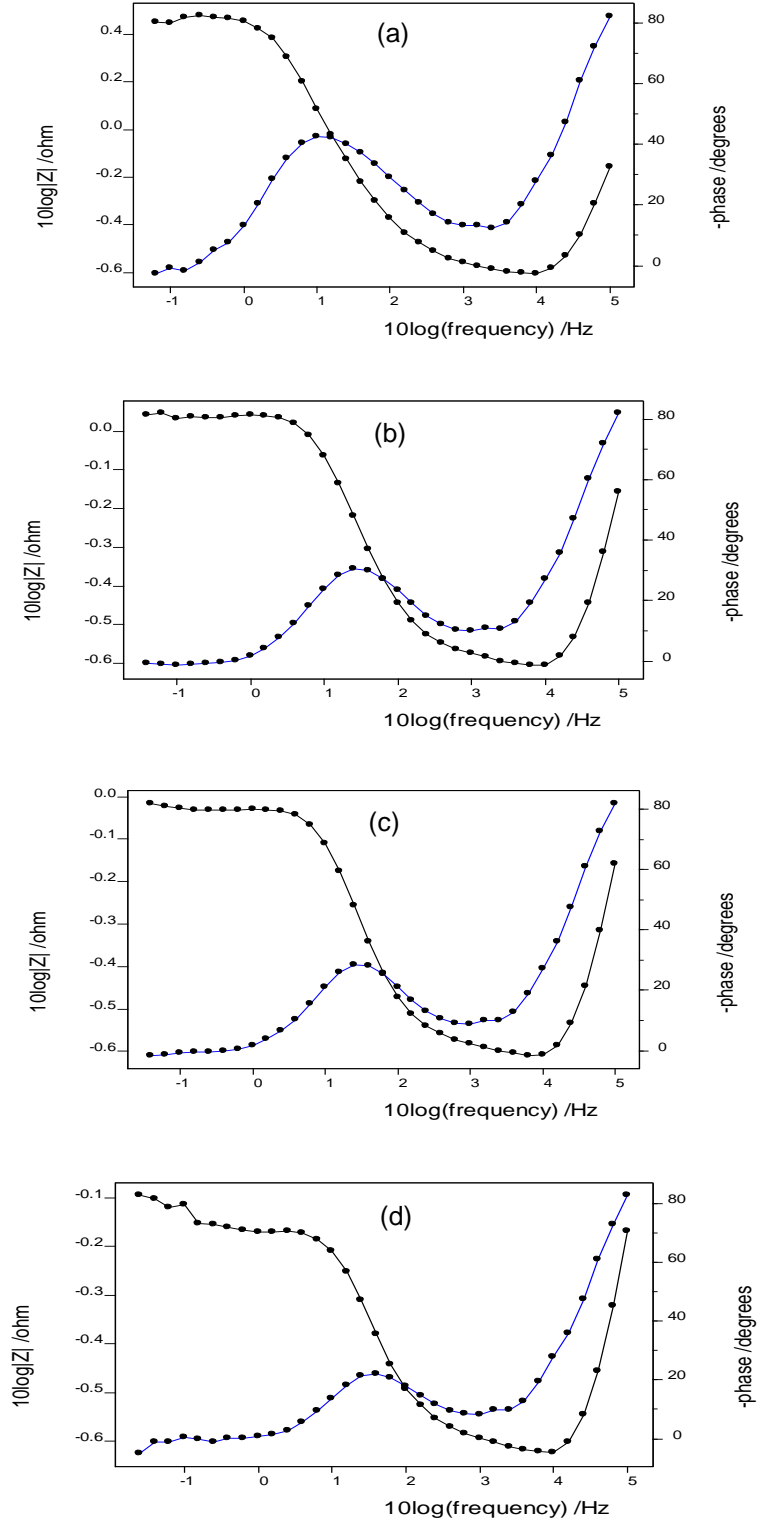 (a)
10log|Z| /ohm
0.4
0.2
0.0
-0.2
-0.4
-0.6
80
60
40
20
0
-phase /degrees
-1 0 1 2 3 4 5
10log(frequency) /Hz
(b)
10log|Z| /ohm
0.0
-0.1
-0.2
-0.3
-0.4
-0.5
-0.6
80
60
40
20
0
-phase /degrees
-1 0 1 2 3 4 5
10log(frequency) /Hz
(c)
10log|Z| /ohm
0.0
-0.1
-0.2
-0.3
-0.4
-0.5
-0.6
80
60
40
20
0
-phase /degrees
-1 0 1 2 3 4 5
10log(frequency) /Hz
(d)
10log|Z| /ohm
-0.1
-0.2
-0.3
-0.4
-0.5
-0.6
80
60
40
20
0
-phase /degrees
-1 0 1 2 3 4 5
10log(frequency) /Hz